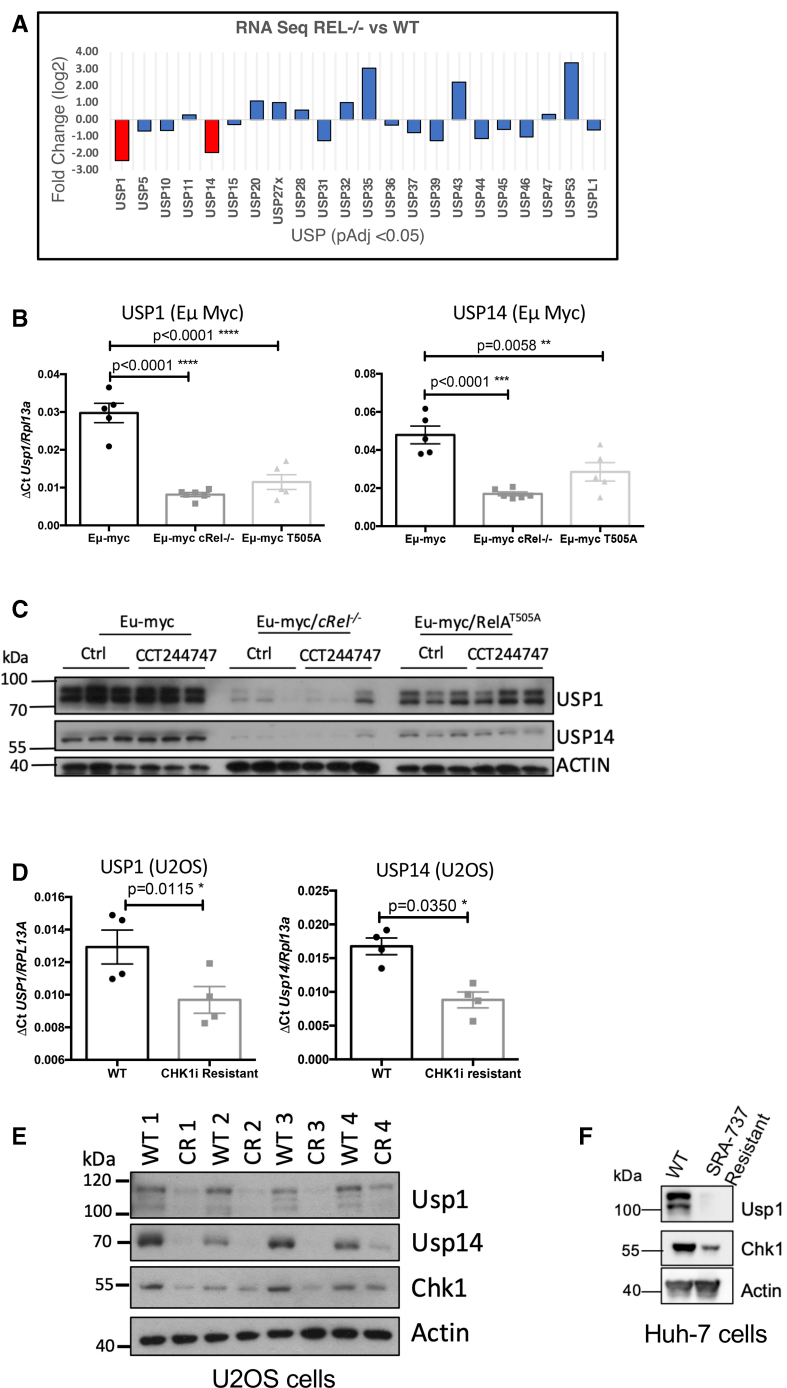 A
RNA Seq REL-/- vs WT
Fold Change (log2)
4.00
3.00
2.00
1.00
0.00
-1.00
-2.00
-3.00
USP1 USP5 USP10 USP11 USP14 USP15 USP20 USP27x USP28 USP31 USP32 USP35 USP36 USP37 USP39 USP43 USP44 USP45 USP46 USP47 USP53 USPL1
USP (pAdj <0.05)
B
USP1 (Eμ Myc)
p<0.0001 ****
p<0.0001 ****
ΔCt Usp1/Rpl13a
0.04
0.03
0.02
0.01
0.00
Eμ-myc Eμ-myc cRel-/- Eμ-myc T505A
USP14 (Eμ Myc)
p=0.0058 **
p<0.0001 ***
0.08
0.06
0.04
0.02
0.00
Eμ-myc Eμ-myc cRel-/- Eμ-myc T505A
C
Eu-myc Eu-myc/cRel-/- Eu-myc/RelAT505A
kDa Ctrl CCT244747 Ctrl CCT244747 Ctrl CCT244747
100
70 USP1
55 USP14
40 ACTIN
D
USP1 (U2OS)
p=0.0115 *
ΔCt USP1/RPL13A
0.016
0.014
0.012
0.010
0.008
0.006
WT CHK1i Resistant
USP14 (U2OS)
p=0.0350 *
ΔCt Usp14/Rpl13a
0.025
0.020
0.015
0.010
0.005
0.000
WT CHK1i resistant
E
WT 1 CR 1 WT 2 CR 2 WT 3 CR 3 WT 4 CR 4
kDa
120
100 Usp1
70 Usp14
55 Chk1
40 Actin
U2OS cells
F
WT SRA-737 Resistant
kDa
100 Usp1
55 Chk1
40 Actin
Huh-7 cells